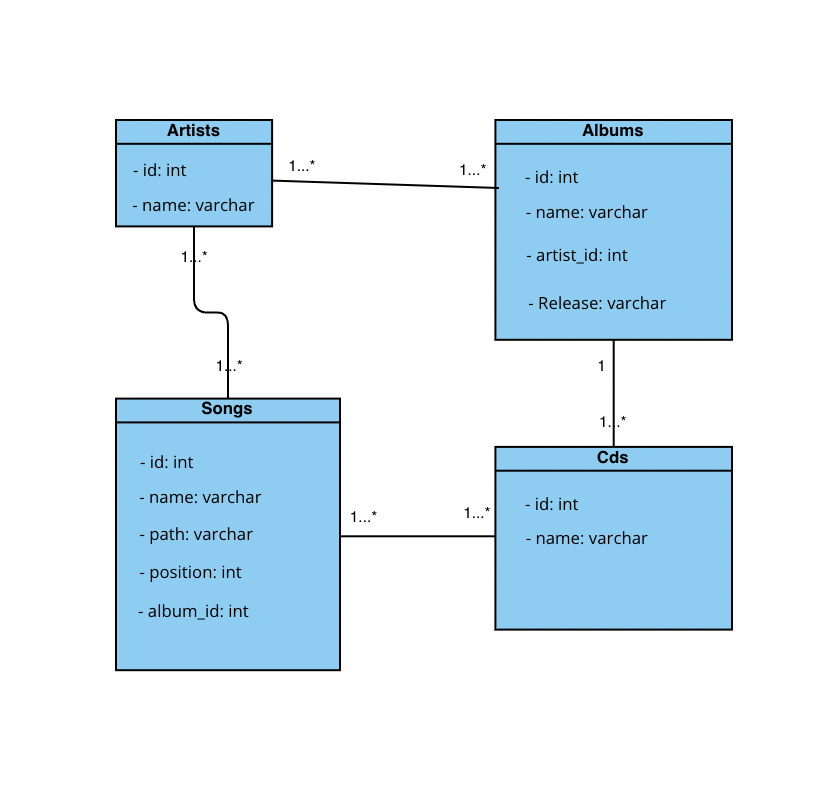 Artists
- id: int
- name: varchar
1...*
1...*
Albums
- id: int
- name: varchar
- artist_id: int
- Release: varchar
1...*
1...*
1
1...*
Songs
- id: int
- name: varchar
- path: varchar
- position: int
- album_id: int
1...*
1...*
Cds
- id: int
- name: varchar